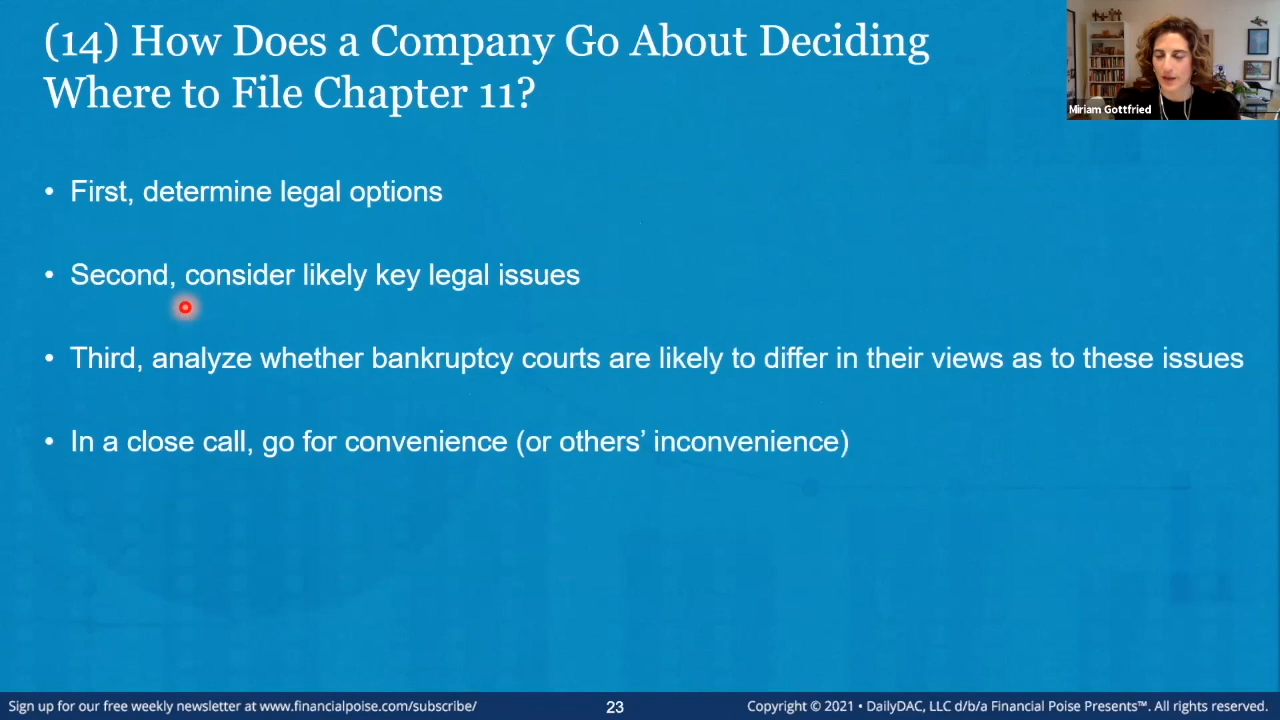 (14) How Does a Company Go About Deciding
Where to File Chapter 11?
Miriam Gottfried
• First, determine legal options
• Second, consider likely key legal issues
• Third, analyze whether bankruptcy courts are likely to differ in their views as to these issues
• In a close call, go for convenience (or others’ inconvenience)
Sign up for our free weekly newsletter at www.financialpoise.com/subscribe/
23
Copyright © 2021 • DailyDAC, LLC d/b/a Financial Poise Presents™. All rights reserved.